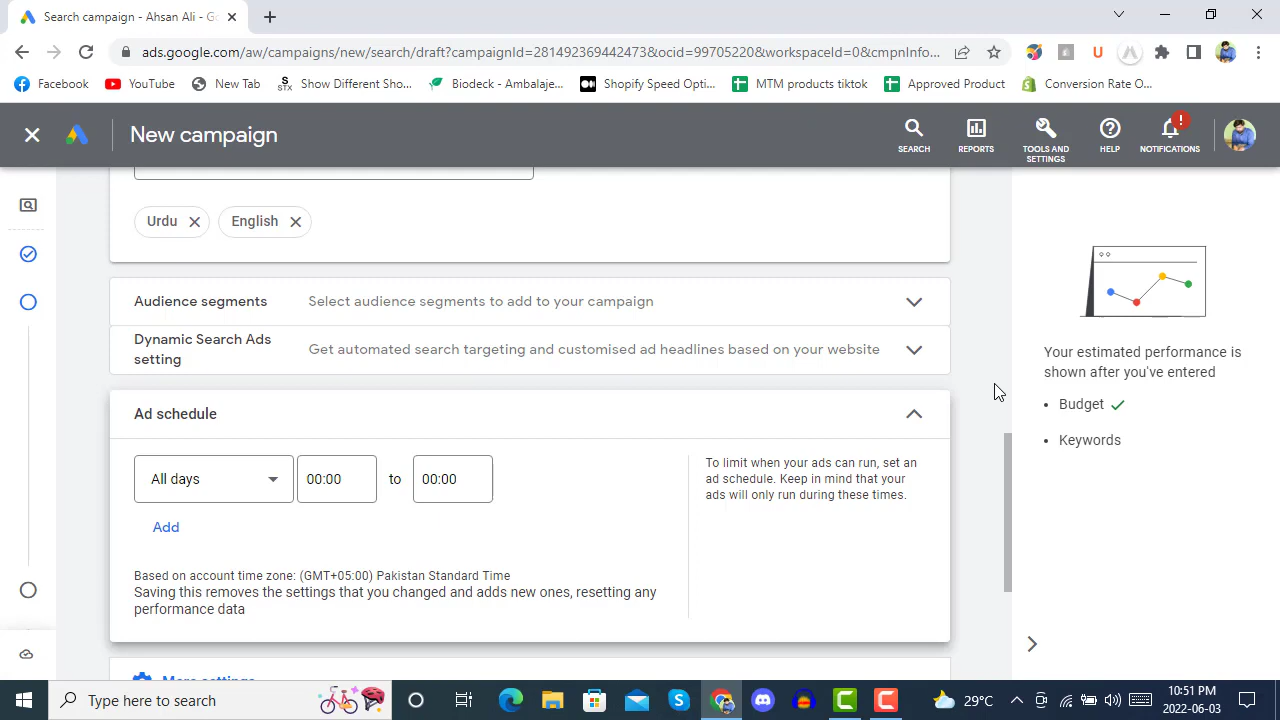 Search campaign - Ahsan Ali - Go
ads.google.com/aw/campaigns/new/search/draft?campaignId=281492369442473&ocid=99705220&workspaceId=0&cmpnInfo...
Facebook YouTube New Tab STX Show Different Sho... Biodeck - Ambalaje... Shopify Speed Opti... MTM products tiktok Approved Product Conversion Rate O...
New campaign
SEARCH REPORTS TOOLS AND SETTINGS HELP NOTIFICATIONS
Urdu English
Audience segments Select audience segments to add to your campaign
Dynamic Search Ads setting Get automated search targeting and customised ad headlines based on your website
Ad schedule
All days 00:00 to 00:00
Add
To limit when your ads can run, set an
ad schedule. Keep in mind that your
ads will only run during these times.
Based on account time zone: (GMT+05:00) Pakistan Standard Time
Saving this removes the settings that you changed and adds new ones, resetting any
performance data
More settings
Your estimated performance is
shown after you've entered
• Budget
• Keywords
Type here to search
29°C
10:51 PM
2022-06-03